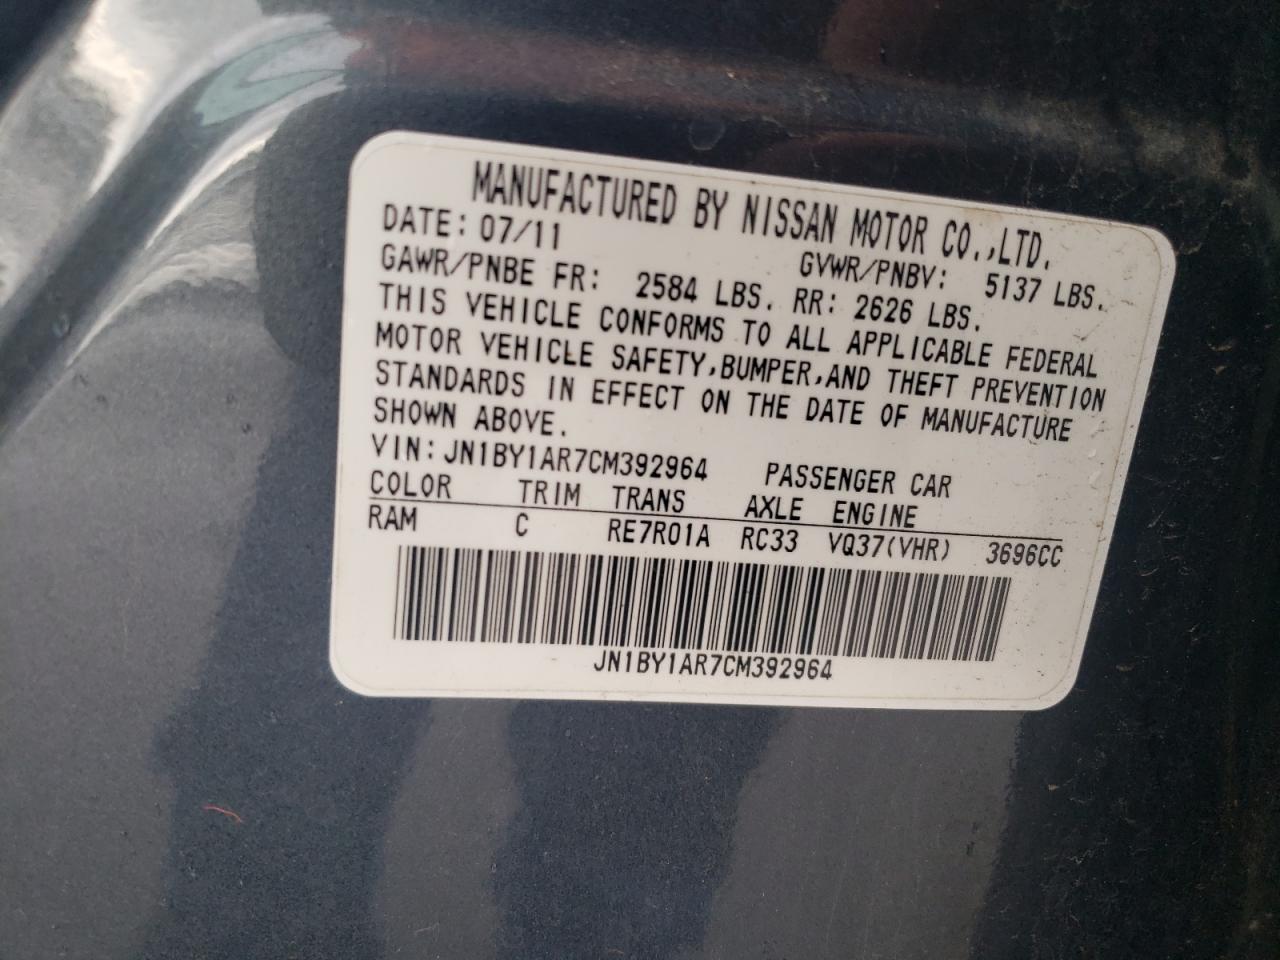 MANUFACTURED BY NISSAN MOTOR CO.,LTD.
DATE: 07/11 GVWR/PNBV: 5137 LBS.
GAWR/PNBE FR: 2584 LBS. RR: 2626 LBS.
THIS VEHICLE CONFORMS TO ALL APPLICABLE FEDERAL
MOTOR VEHICLE SAFETY,BUMPER,AND THEFT PREVENTION
STANDARDS IN EFFECT ON THE DATE OF MANUFACTURE
SHOWN ABOVE.
VIN:JN1BY1AR7CM392964 PASSENGER CAR
COLOR TRIM TRANS AXLE ENGINE
RAM C RE7R01A RC33 VQ37(VHR) 3696CC
JN1BY1AR7CM392964